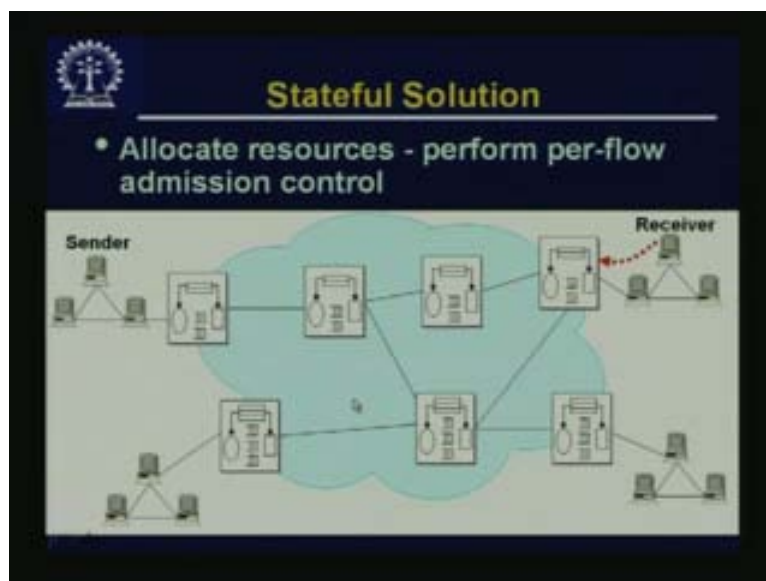 Stateful Solution
• Allocate resources - perform per-flow
admission control
Sender
Receiver